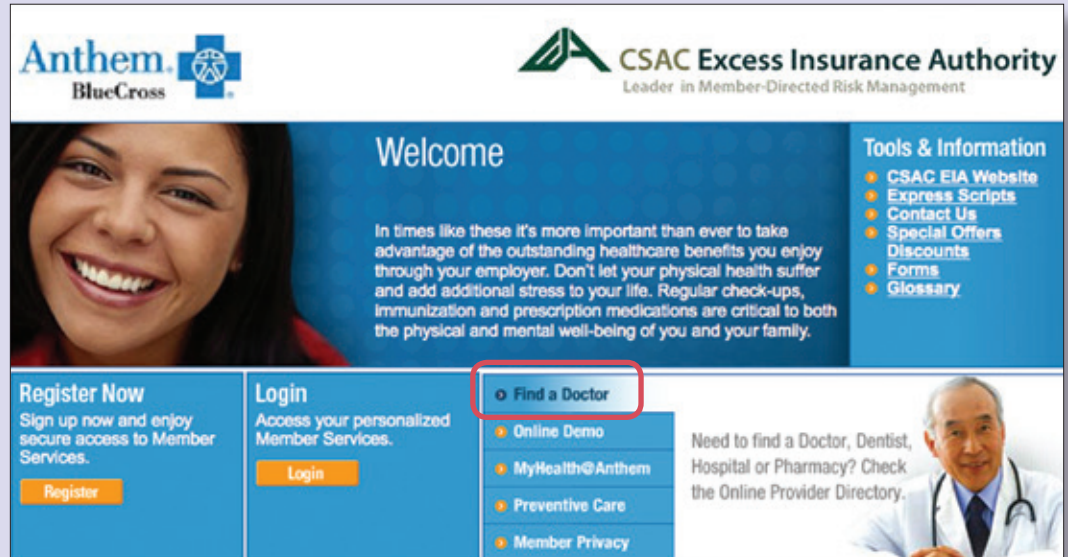 Anthem.
BlueCross
EIA
CSAC Excess Insurance Authority
Leader in Member-Directed Risk Management
Welcome
In times like these it's more important than ever to take
advantage of the outstanding healthcare benefits you enjoy
through your employer. Don't let your physical health suffer
and add additional stress to your life. Regular check-ups,
immunization and prescription medications are critical to both
the physical and mental well-being of you and your family.
Tools & Information
CSAC EIA Website
Express Scripts
Contact Us
Special Offers
Discounts
Forms
Glossary
Register Now
Sign up now and enjoy
secure access to Member
Services.
Register
Login
Access your personalized
Member Services.
Login
Find a Doctor
Online Demo
MyHealth@Anthem
Preventive Care
Member Privacy
Need to find a Doctor, Dentist,
Hospital or Pharmacy? Check
the Online Provider Directory.